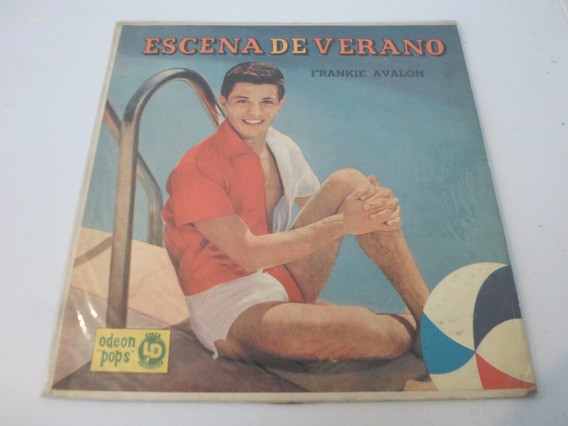 ESCENA DE VERANO
FRANKIE AVALON
odeon
"pops"
LD